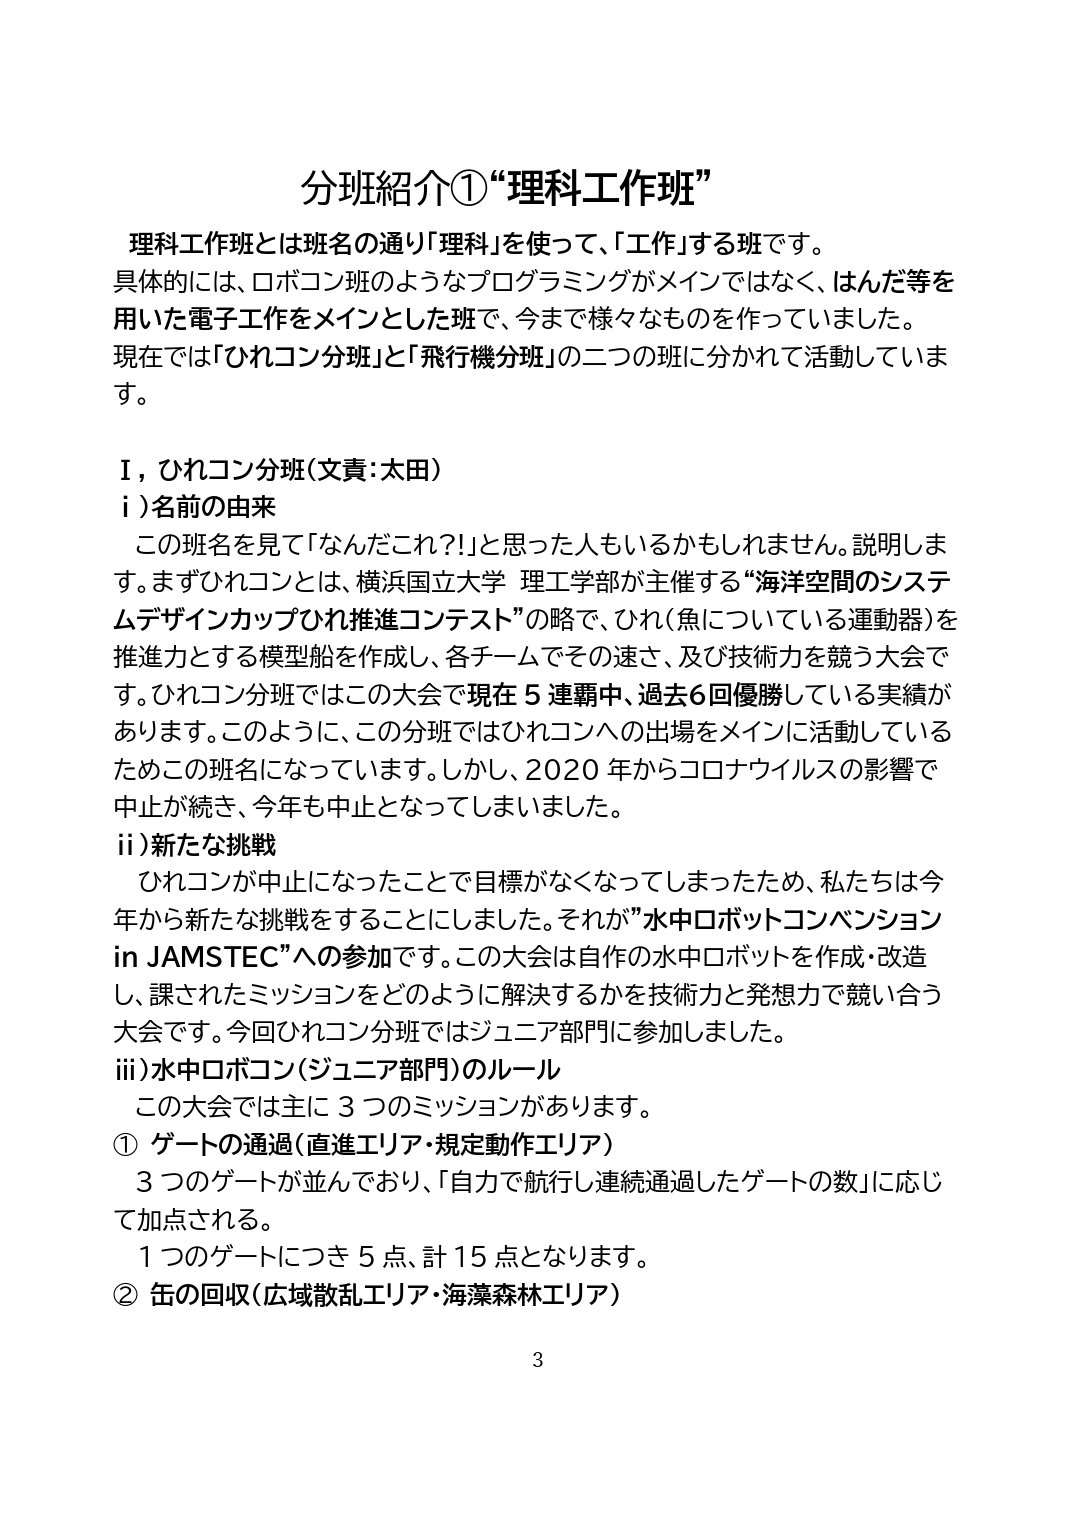 分班紹介①“理科工作班”
理科工作班とは班名の通り「理科」を使って、「工作」する班です。
具体的には、ロボコン班のようなプログラミングがメインではなく、はんだ等を
用いた電子工作をメインとした班で、今まで様々なものを作っていました。
現在では「ひれコン分班」と「飛行機分班」の二つの班に分かれて活動していま
す。
Ⅰ，ひれコン分班（文責：太田）
ⅰ）名前の由来
この班名を見て「なんだこれ？！」と思った人もいるかもしれません。説明しま
す。まずひれコンとは、横浜国立大学 理工学部が主催する“海洋空間のシステ
ムデザインカップひれ推進コンテスト”の略で、ひれ（魚についている運動器）を
推進力とする模型船を作成し、各チームでその速さ、及び技術力を競う大会で
す。ひれコン分班ではこの大会で現在 5 連覇中、過去６回優勝している実績が
あります。このように、この分班ではひれコンへの出場をメインに活動している
ためこの班名になっています。しかし、2020 年からコロナウイルスの影響で
中止が続き、今年も中止となってしまいました。
ⅱ）新たな挑戦
ひれコンが中止になったことで目標がなくなってしまったため、私たちは今
年から新たな挑戦をすることにしました。それが”水中ロボットコンベンション
in JAMSTEC”への参加です。この大会は自作の水中ロボットを作成・改造
し、課されたミッションをどのように解決するかを技術力と発想力で競い合う
大会です。今回ひれコン分班ではジュニア部門に参加しました。
ⅲ）水中ロボコン（ジュニア部門）のルール
この大会では主に 3 つのミッションがあります。
① ゲートの通過（直進エリア・規定動作エリア）
3 つのゲートが並んでおり、「自力で航行し連続通過したゲートの数」に応じ
て加点される。
1 つのゲートにつき 5 点、計 15 点となります。
② 缶の回収（広域散乱エリア・海藻森林エリア）
3